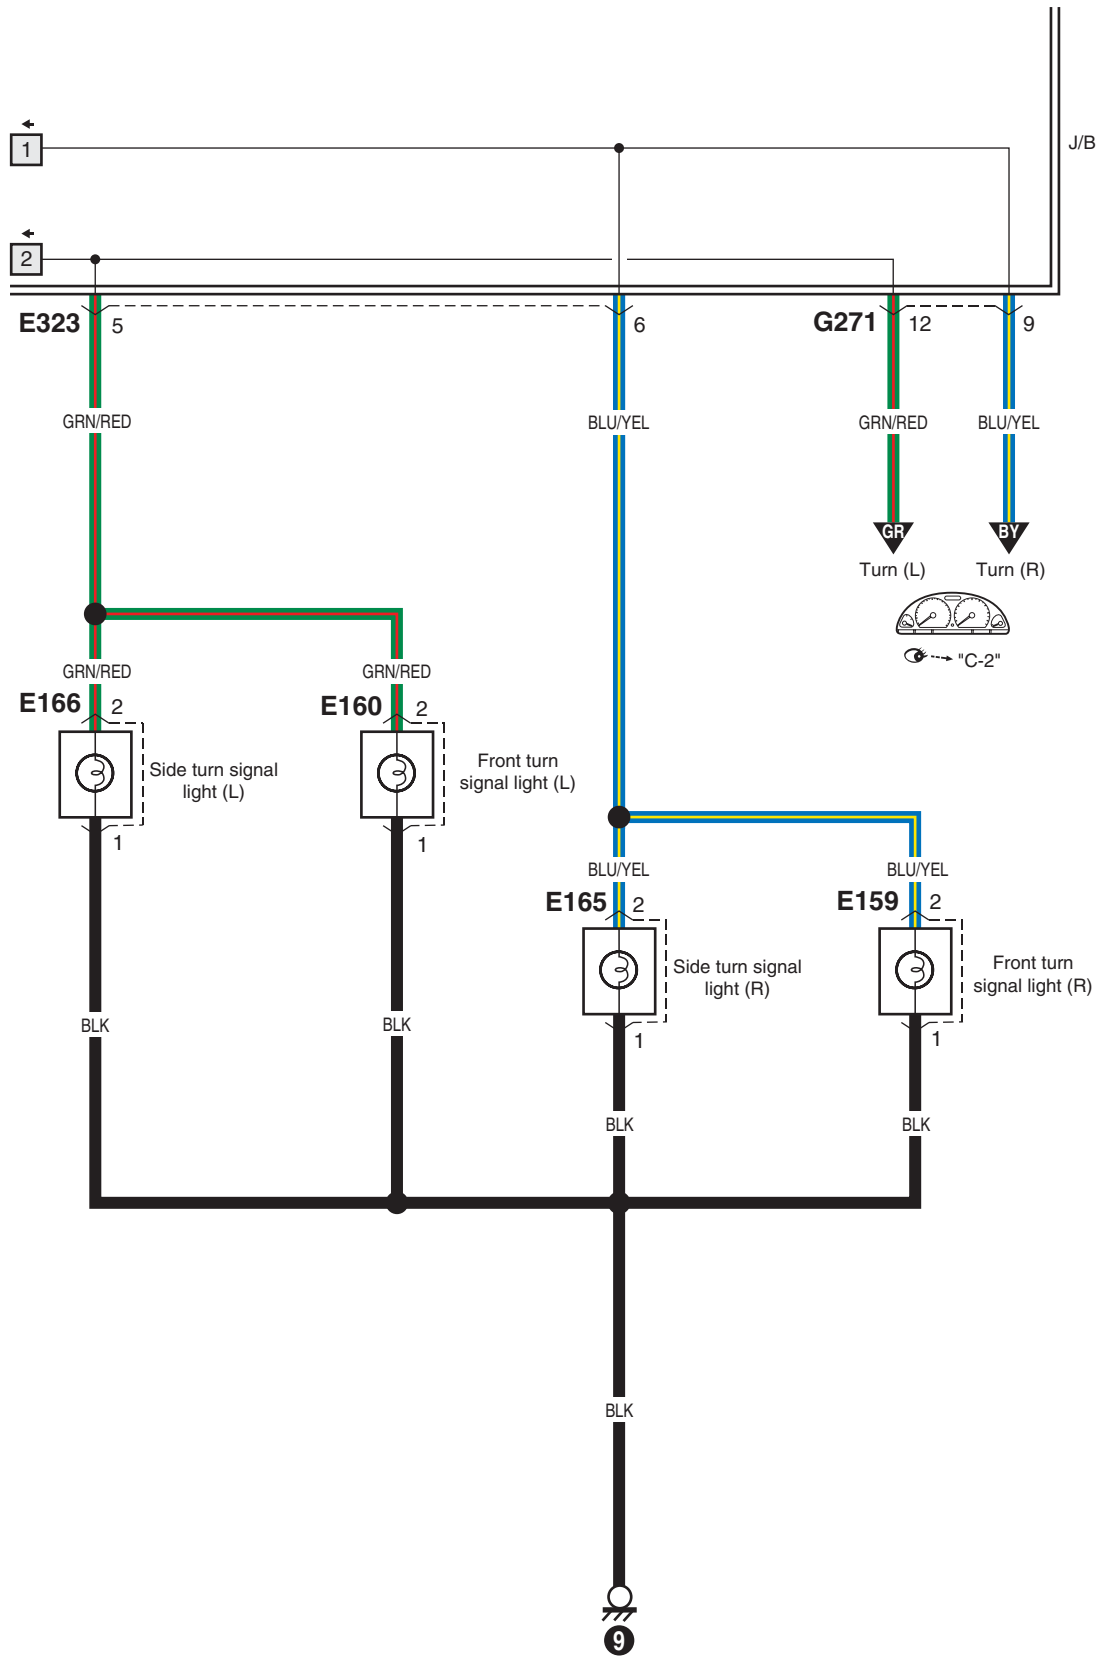 1
J/B
2
E323 5
6
G271 12
9
GRN/RED
BLU/YEL
GRN/RED
BLU/YEL
GR
BY
Turn (L)
Turn (R)
"C-2"
GRN/RED
GRN/RED
E166 2
E160 2
Side turn signal
light (L)
Front turn
signal light (L)
1
1
BLU/YEL
BLU/YEL
E165 2
E159 2
Side turn signal
light (R)
Front turn
signal light (R)
BLK
BLK
1
1
BLK
BLK
BLK
9